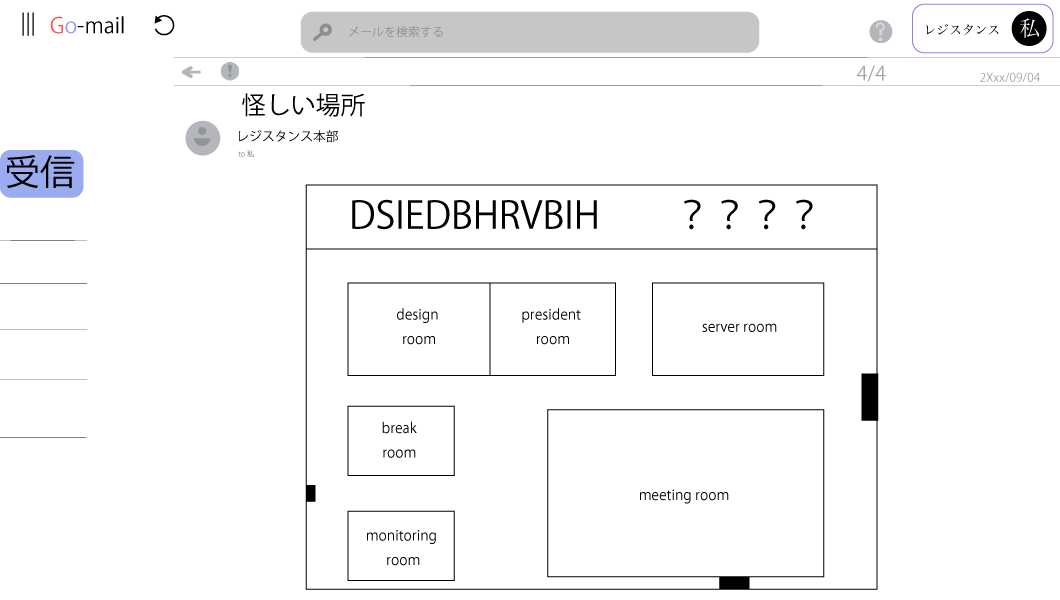 Go-mail
メールを検索する
?
レジスタンス 私
!
4/4
2Xxx/09/04
怪しい場所
レジスタンス本部
to 私
受信
DSIEDBHRVBIH ？？？？
design
room
president
room
server room
break
room
meeting room
monitoring
room